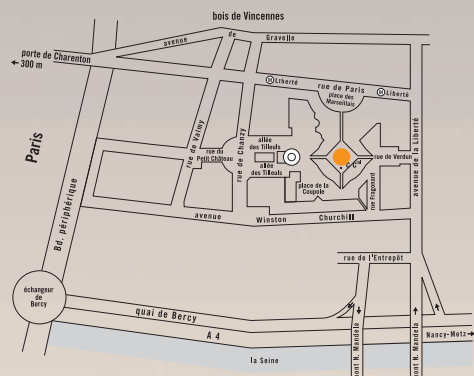 bois de Vincennes
avenue de Gravelle
porte de Charenton
← 300 m
M Liberté
rue de Paris
place des
Marseillais
M Liberté
Paris
Bd. périphérique
rue de Valmy
rue du
Petit Château
rue de Chanzy
allée
des Tilleuls
allée
des Tilleuls
place de la
Coupole
rue Fragonard
rue de Verdun
avenue de la Liberté
avenue Winston Churchill
rue de l'Entrepôt
échangeur
de
Bercy
quai de Bercy
A 4
Nancy-Metz →
la Seine
pont N. Mandela
pont N. Mandela